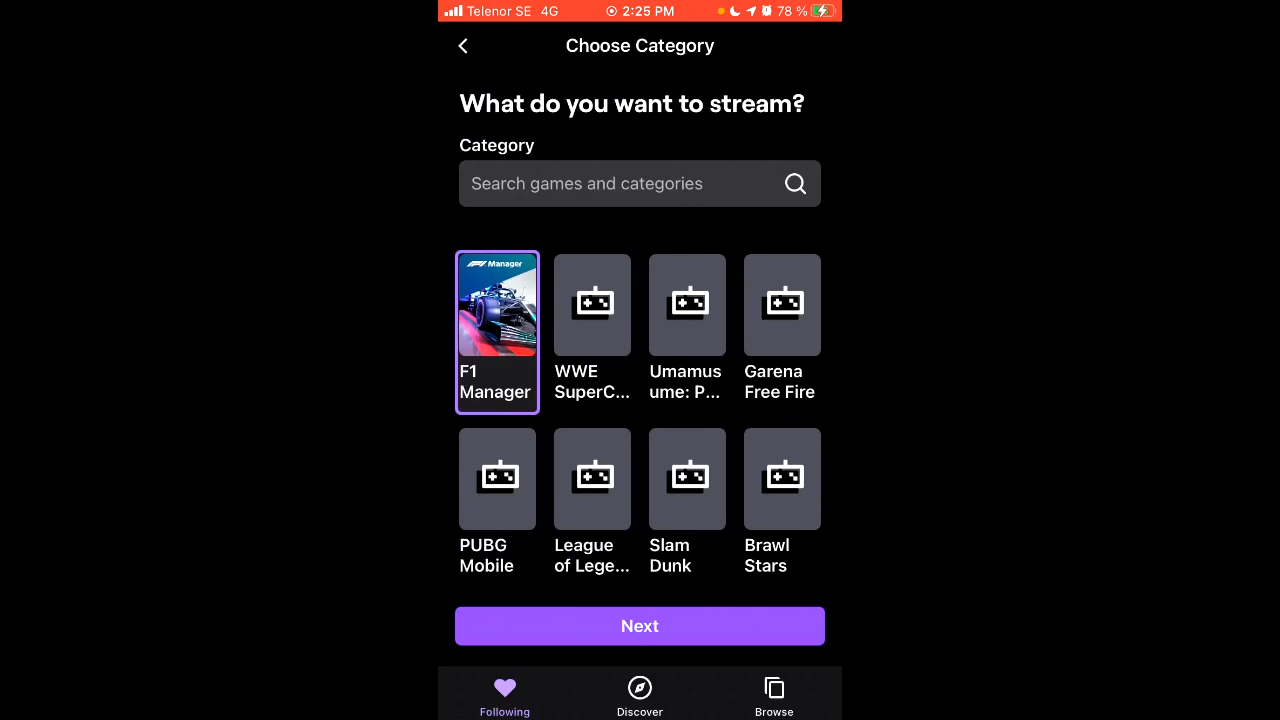 Telenor SE 4G 2:25 PM 78 %
Choose Category
What do you want to stream?
Category
Search games and categories
Manager
F1 WWE Umamus Garena
Manager SuperC... ume: P... Free Fire
PUBG League Slam Brawl
Mobile of Lege... Dunk Stars
Next
Following Discover Browse